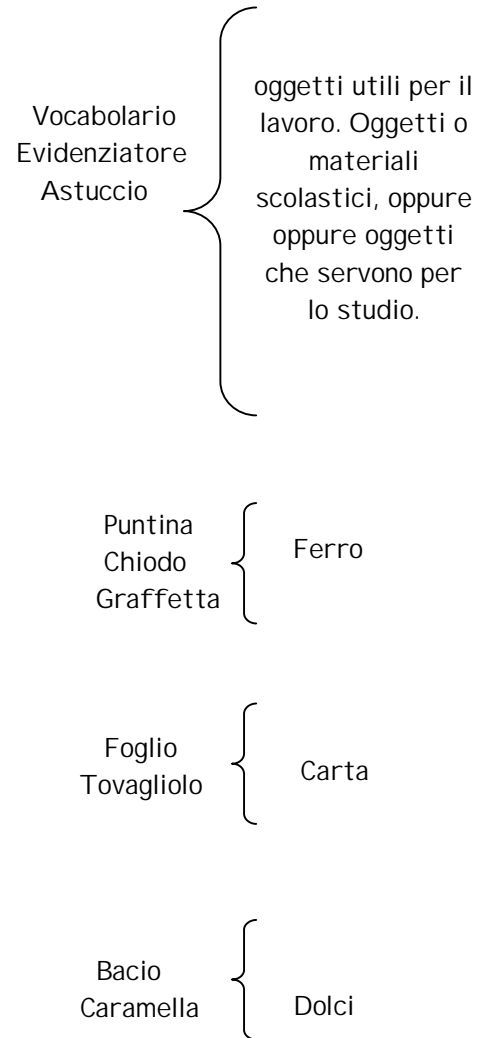 Vocabolario
Evidenziatore
Astuccio
oggetti utili per il
lavoro. Oggetti o
materiali
scolastici, oppure
oppure oggetti
che servono per
lo studio.
Puntina
Chiodo
Graffetta
Ferro
Foglio
Tovagliolo
Carta
Bacio
Caramella
Dolci